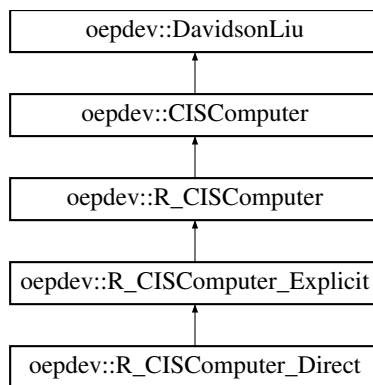 oepdev::DavidsonLiu
oepdev::CISComputer
oepdev::R_CISComputer
oepdev::R_CISComputer_Explicit
oepdev::R_CISComputer_Direct